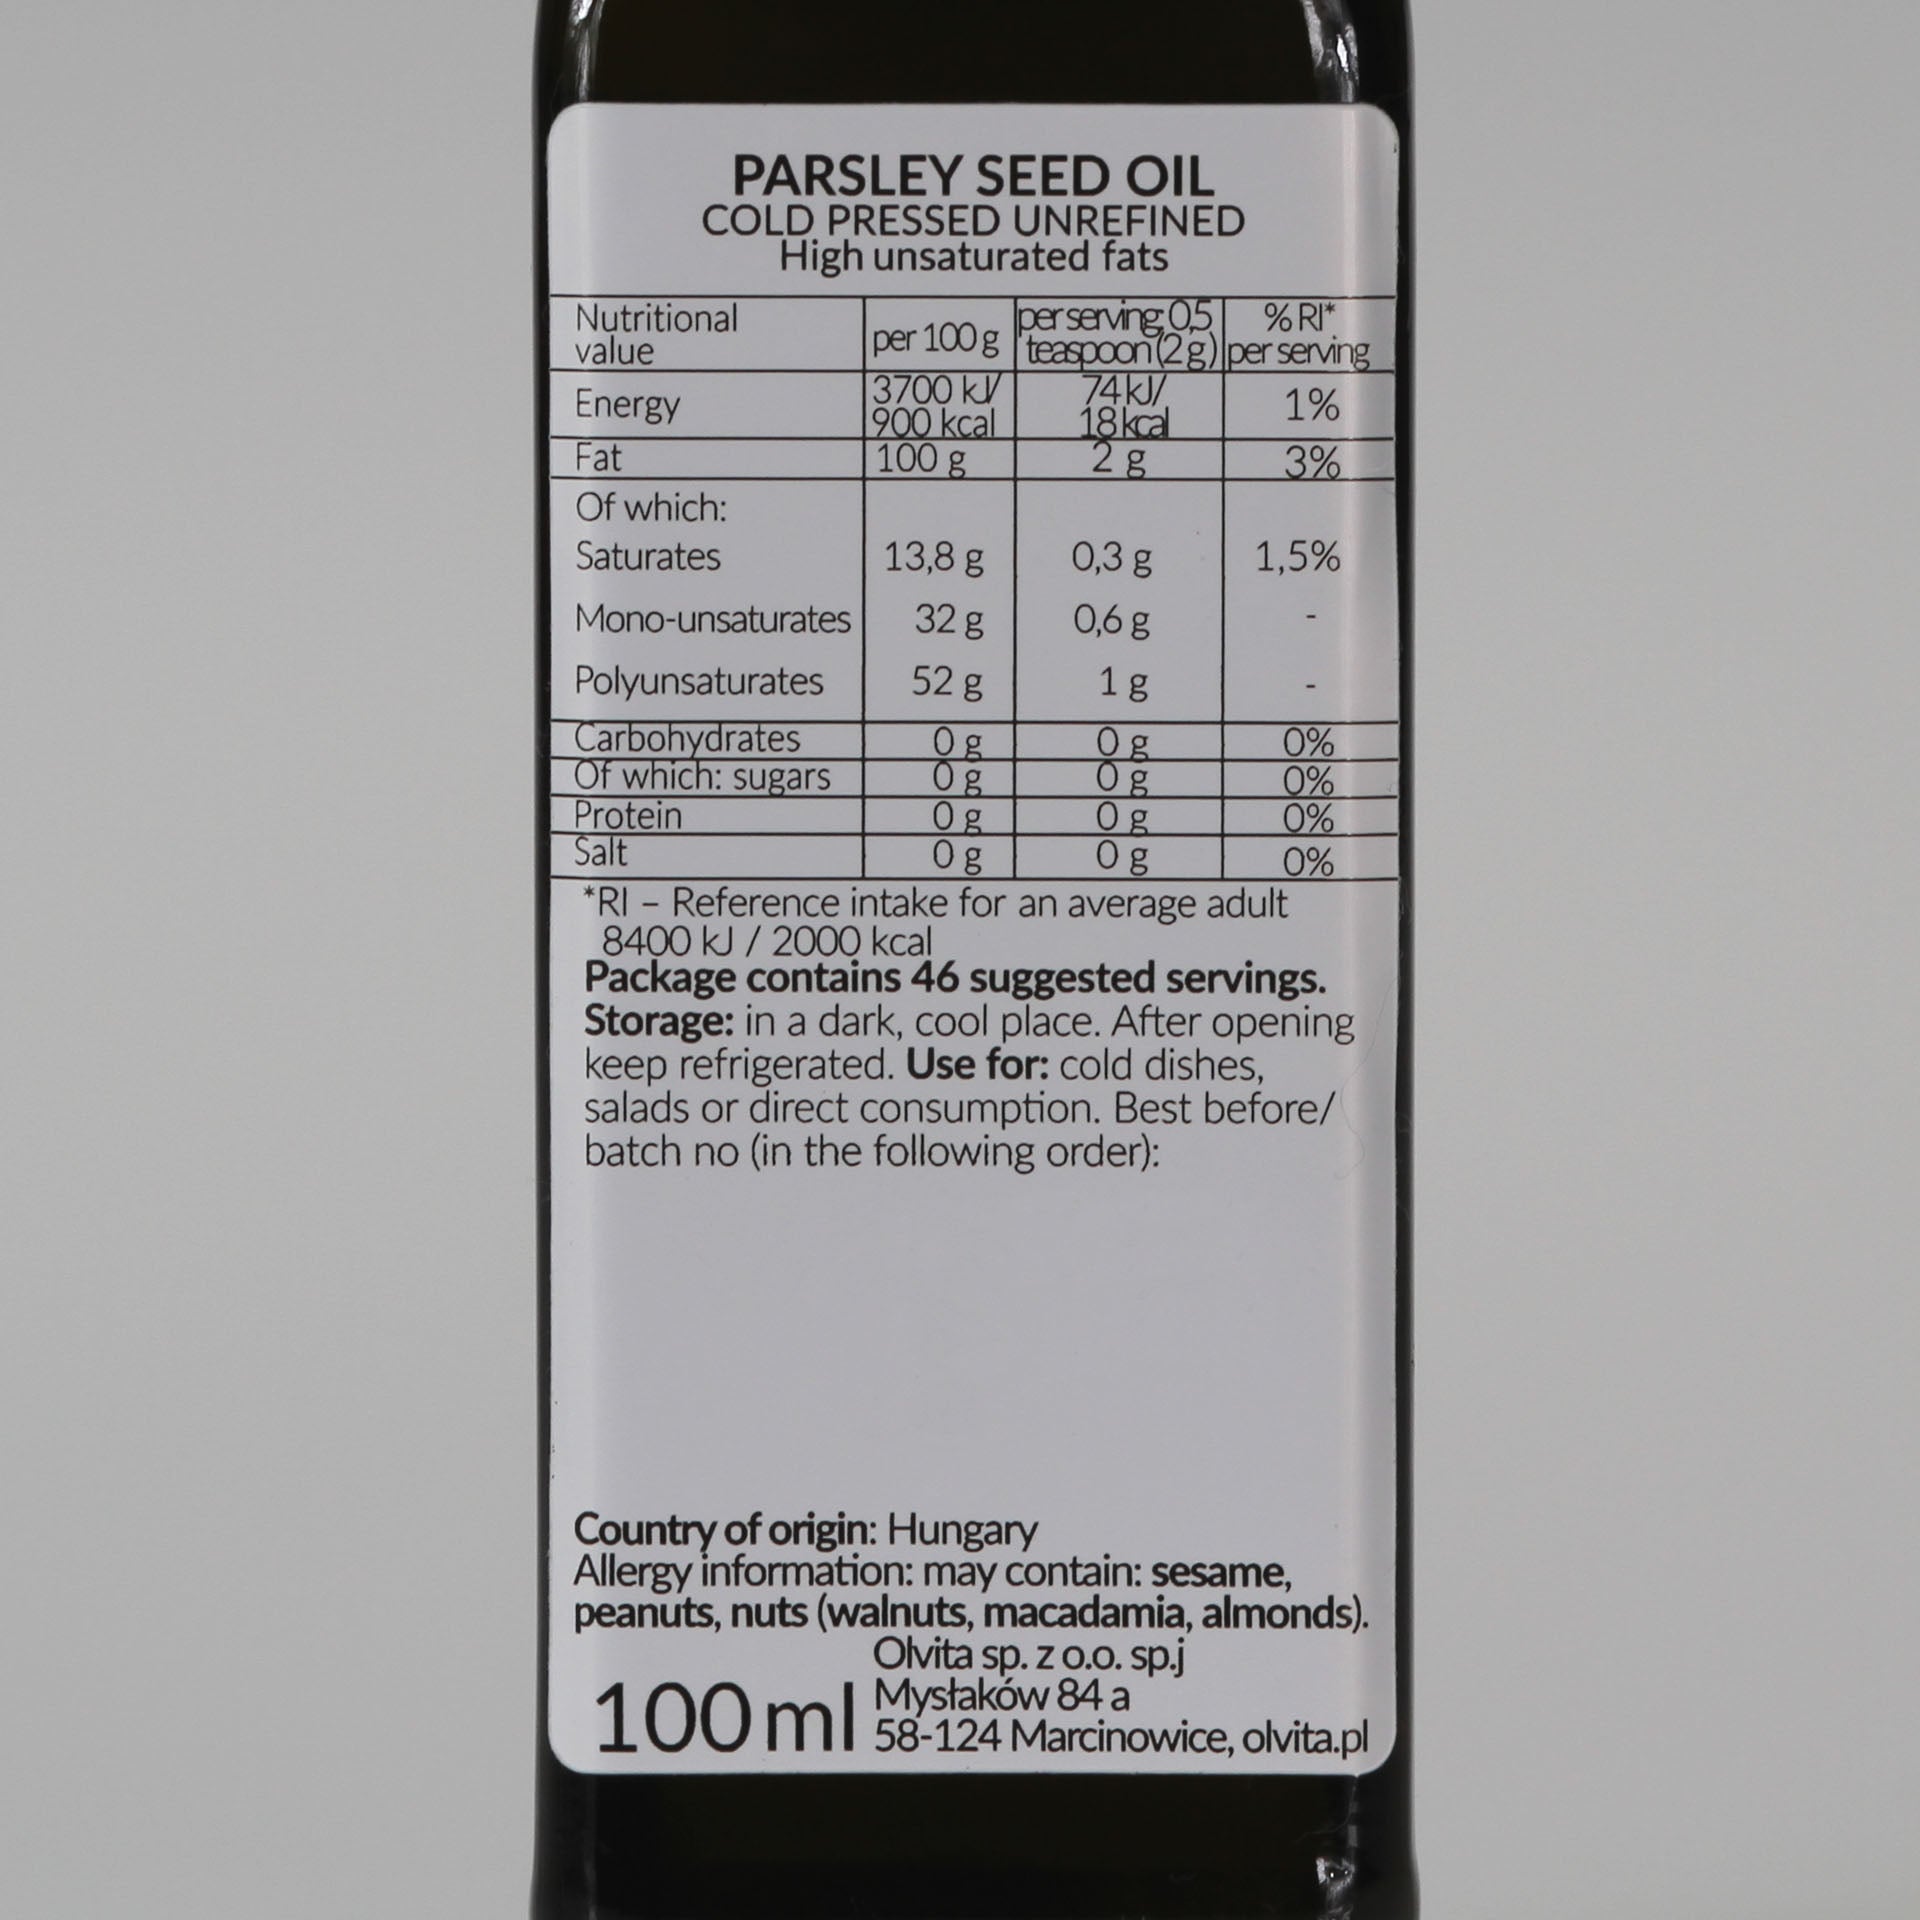 PARSLEY SEED OIL
COLD PRESSED UNREFINED
High unsaturated fats
Nutritional value per 100 g per serving 0,5 teaspoon (2 g) % RI* per serving
Energy 3700 kJ/ 900 kcal 74 kJ/ 18 kcal 1%
Fat 100 g 2 g 3%
Of which:
Saturates 13,8 g 0,3 g 1,5%
Mono-unsaturates 32 g 0,6 g -
Polyunsaturates 52 g 1 g -
Carbohydrates 0 g 0 g 0%
Of which: sugars 0 g 0 g 0%
Protein 0 g 0 g 0%
Salt 0 g 0 g 0%
*RI – Reference intake for an average adult
8400 kJ / 2000 kcal
Package contains 46 suggested servings.
Storage: in a dark, cool place. After opening
keep refrigerated. Use for: cold dishes,
salads or direct consumption. Best before/
batch no (in the following order):
Country of origin: Hungary
Allergy information: may contain: sesame,
peanuts, nuts (walnuts, macadamia, almonds).
100 ml
Olvita sp. z o.o. sp.j
Mysłaków 84 a
58-124 Marcinowice, olvita.pl